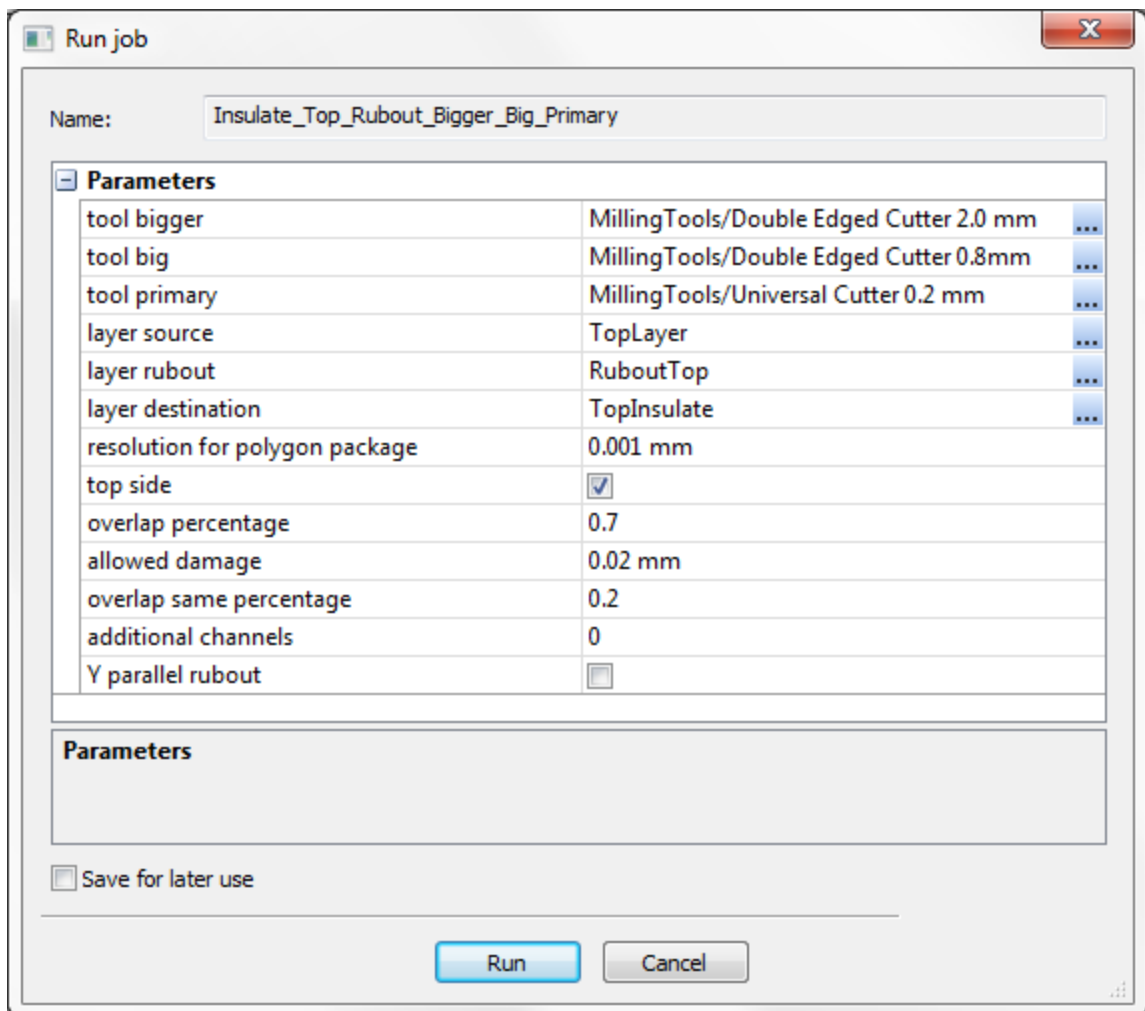 Run job
Name: Insulate_Top_Rubout_Bigger_Big_Primary
Parameters
tool bigger MillingTools/Double Edged Cutter 2.0 mm ...
tool big MillingTools/Double Edged Cutter 0.8mm ...
tool primary MillingTools/Universal Cutter 0.2 mm ...
layer source TopLayer ...
layer rubout RuboutTop ...
layer destination TopInsulate ...
resolution for polygon package 0.001 mm
top side
overlap percentage 0.7
allowed damage 0.02 mm
overlap same percentage 0.2
additional channels 0
Y parallel rubout
Parameters
Save for later use
Run Cancel